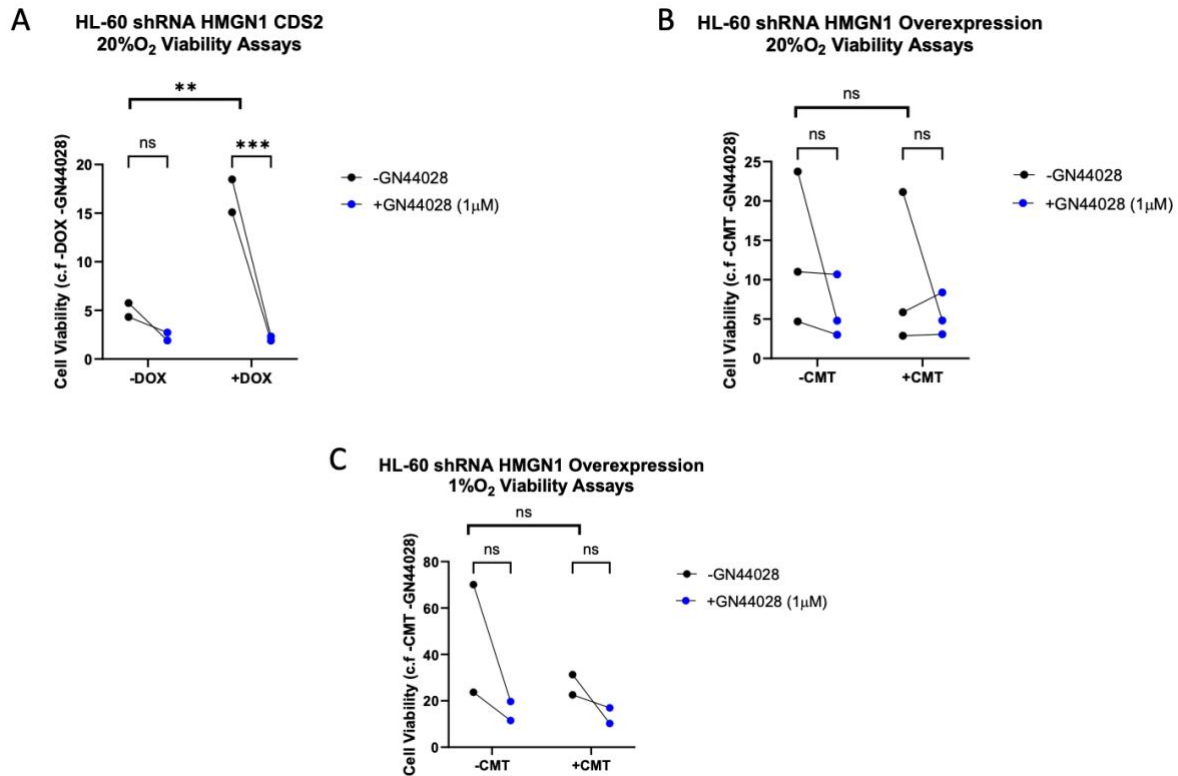 A
HL-60 shRNA HMGN1 CDS2
20%O₂ Viability Assays
**
ns
***
Cell Viability (c.f -DOX -GN44028)
20
15
10
5
0
-DOX
+DOX
-GN44028
+GN44028 (1μM)
B
HL-60 shRNA HMGN1 Overexpression
20%O₂ Viability Assays
ns
ns
ns
Cell Viability (c.f -CMT -GN44028)
25
20
15
10
5
0
-CMT
+CMT
-GN44028
+GN44028 (1μM)
C
HL-60 shRNA HMGN1 Overexpression
1%O₂ Viability Assays
ns
ns
ns
Cell Viability (c.f -CMT -GN44028)
80
60
40
20
0
-CMT
+CMT
-GN44028
+GN44028 (1μM)